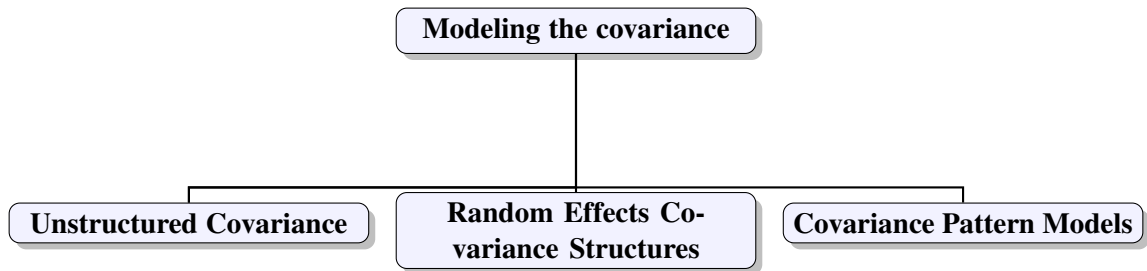 Modeling the covariance
Unstructured Covariance
Random Effects Co-
variance Structures
Covariance Pattern Models